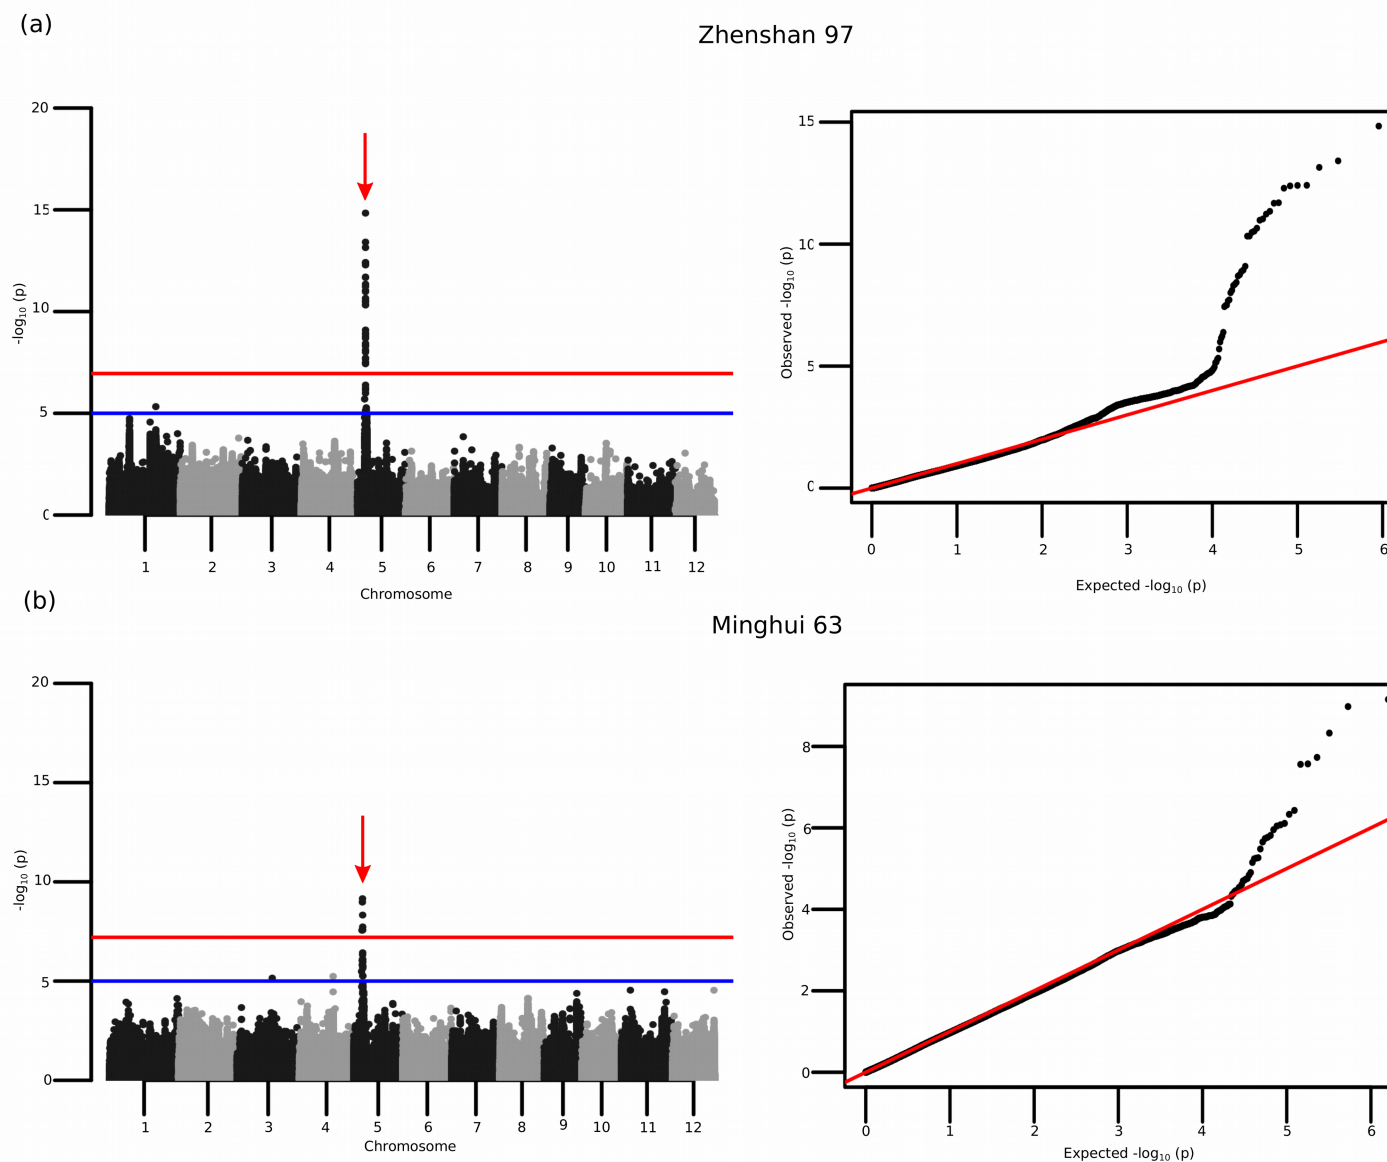 (a)
Zhenshan 97
20
15
10
5
0
-log10 (p)
1 2 3 4 5 6 7 8 9 10 11 12
Chromosome
15
10
5
0
Observed -log10 (p)
0 1 2 3 4 5 6
Expected -log10 (p)
(b)
Minghui 63
20
15
10
5
0
-log10 (p)
1 2 3 4 5 6 7 8 9 10 11 12
Chromosome
8
6
4
2
0
Observed -log10 (p)
0 1 2 3 4 5 6
Expected -log10 (p)